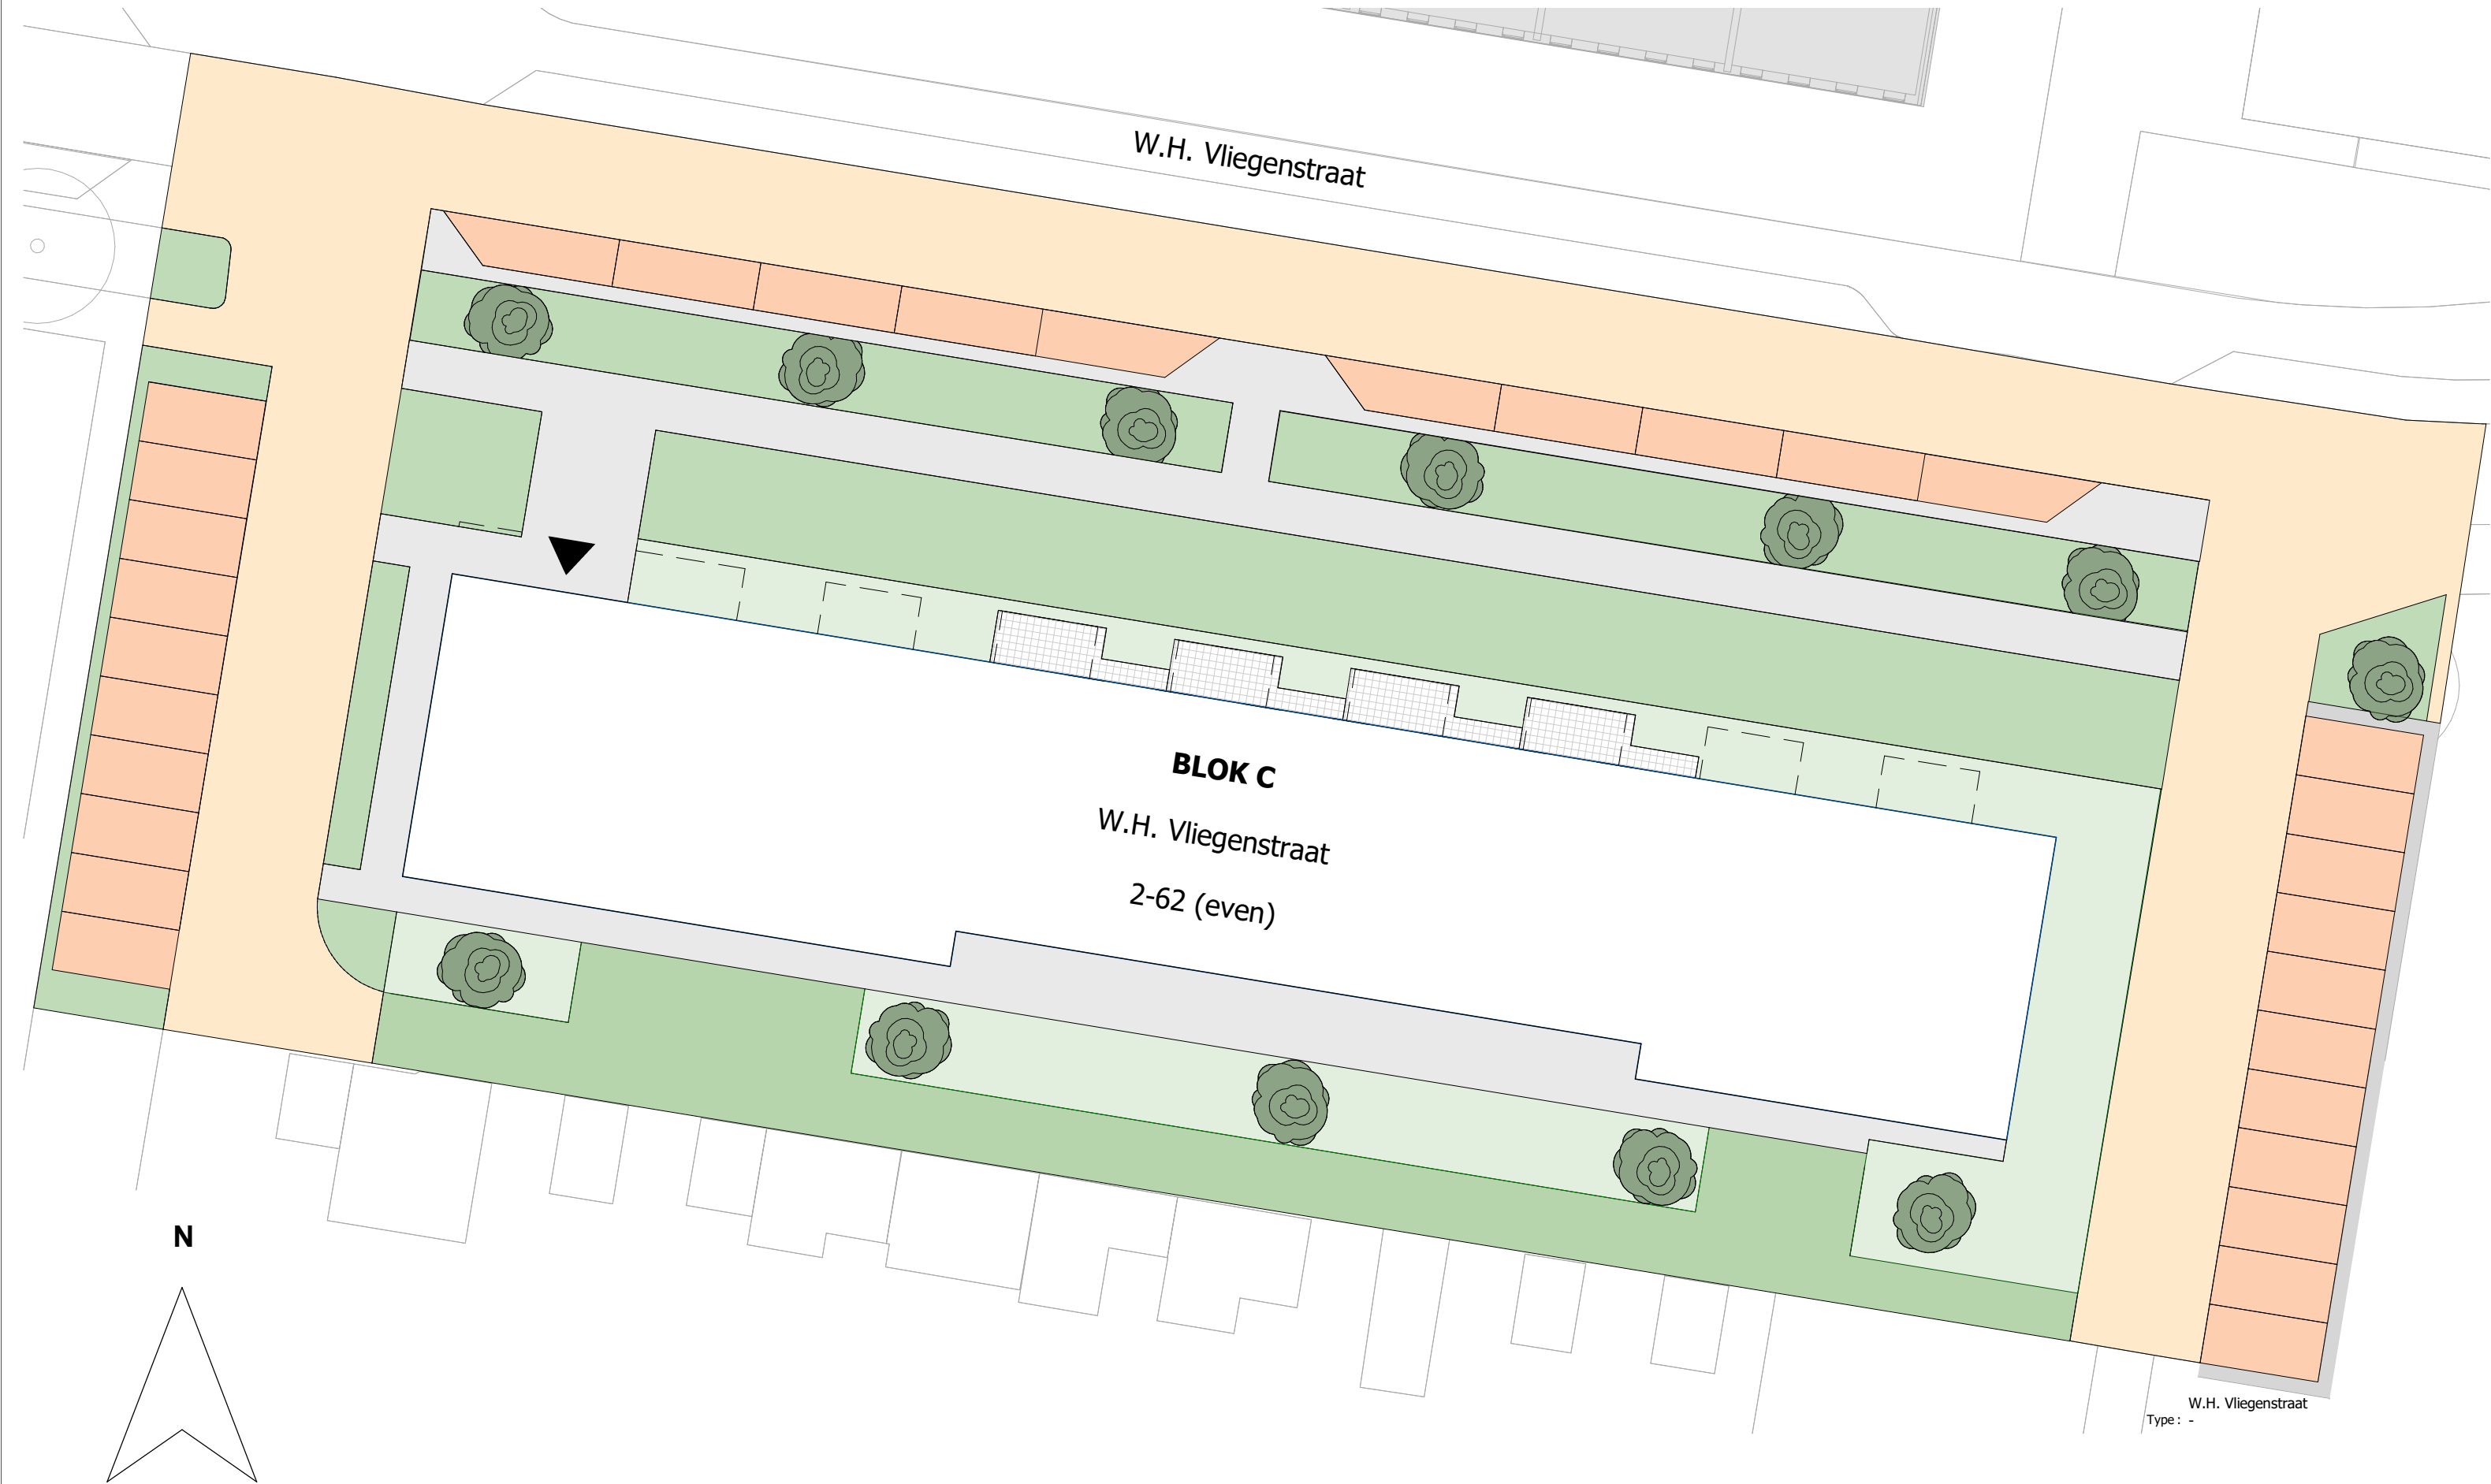 W.H. Vliegenstraat
BLOK C
W.H. Vliegenstraat
2-62 (even)
N
W.H. Vliegenstraat
Type : -